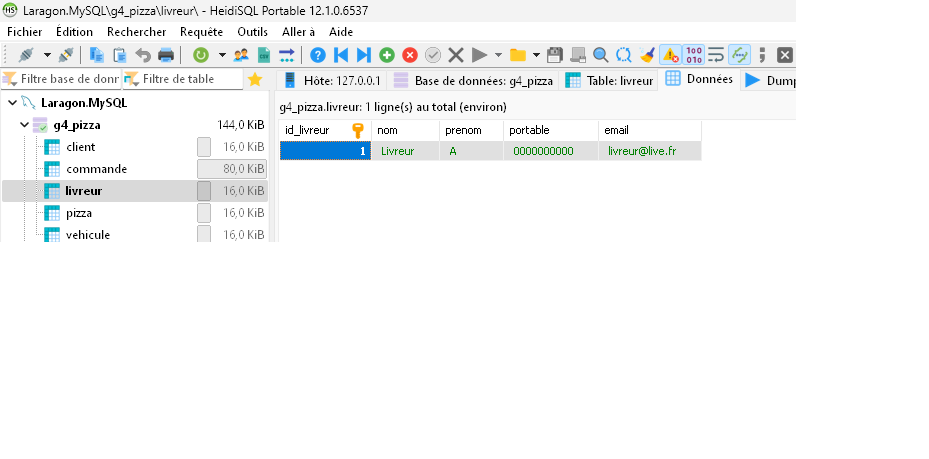 Laragon.MySQL\g4_pizza\livreur\ - HeidiSQL Portable 12.1.0.6537
Fichier Édition Rechercher Requête Outils Aller à Aide
Filtre base de donr Filtre de table
Hôte: 127.0.0.1 Base de données: g4_pizza Table: livreur Données Dump
Laragon.MySQL
g4_pizza 144,0 KiB
client 16,0 KiB
commande 80,0 KiB
livreur 16,0 KiB
pizza 16,0 KiB
vehicule 16,0 KiB
g4_pizza.livreur: 1 ligne(s) au total (environ)
id_livreur nom prenom portable email
1 Livreur A 0000000000 livreur@live.fr